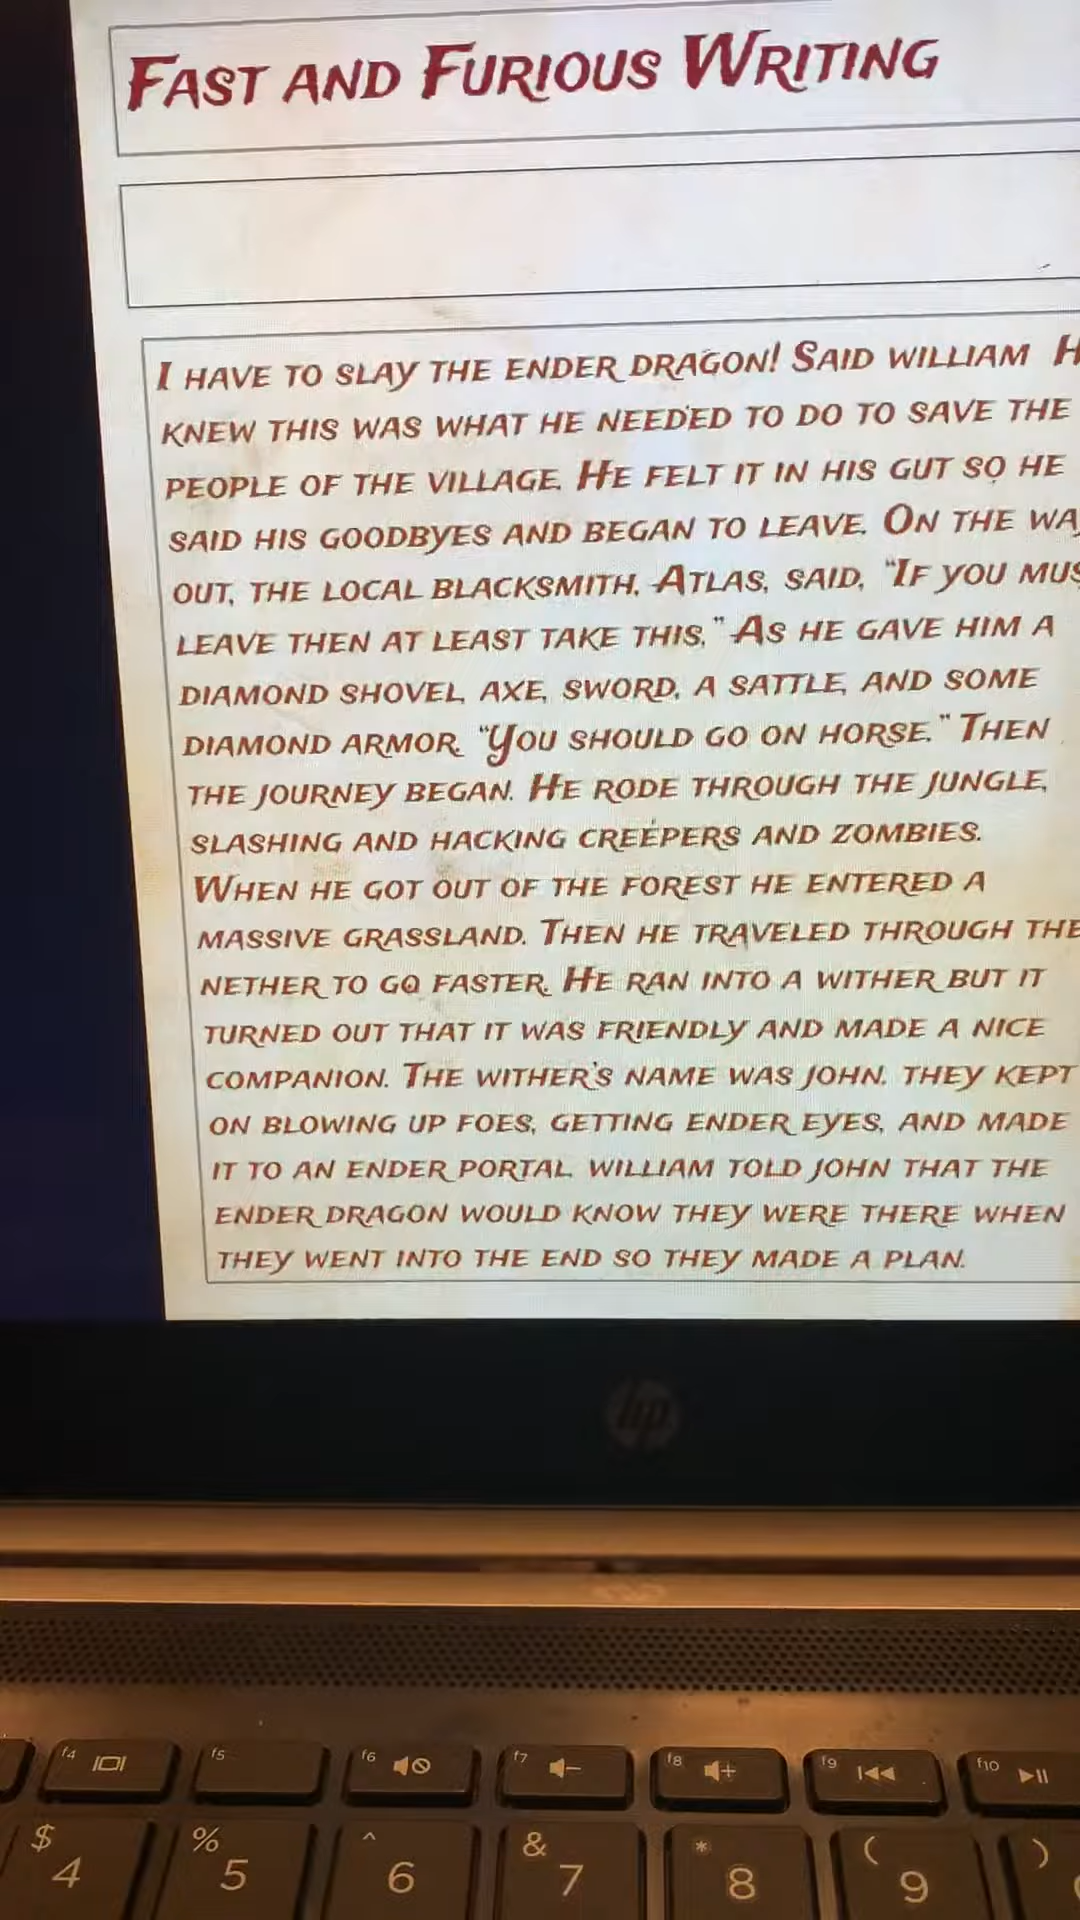 Fast and Furious Writing
I have to slay the ender dragon! Said william
knew this was what he needed to do to save the
people of the village. He felt it in his gut so he
said his goodbyes and began to leave. On the
out, the local blacksmith, Atlas, said, "If you
leave then at least take this," As he gave him a
diamond shovel, axe, sword, a sattle, and some
diamond armor. "You should go on horse." Then
the journey began. He rode through the jungle,
slashing and hacking creepers and zombies.
When he got out of the forest he entered a
massive grassland. Then he traveled through the
nether to go faster. He ran into a wither but it
turned out that it was friendly and made a nice
companion. The wither's name was john. they kept
on blowing up foes, getting ender eyes, and made
it to an ender portal. william told john that the
ender dragon would know they were there when
they went into the end so they made a plan.
hp
f4 f5 f6 f7 f8 f9 f10
$ % ^ & * ( )
4 5 6 7 8 9